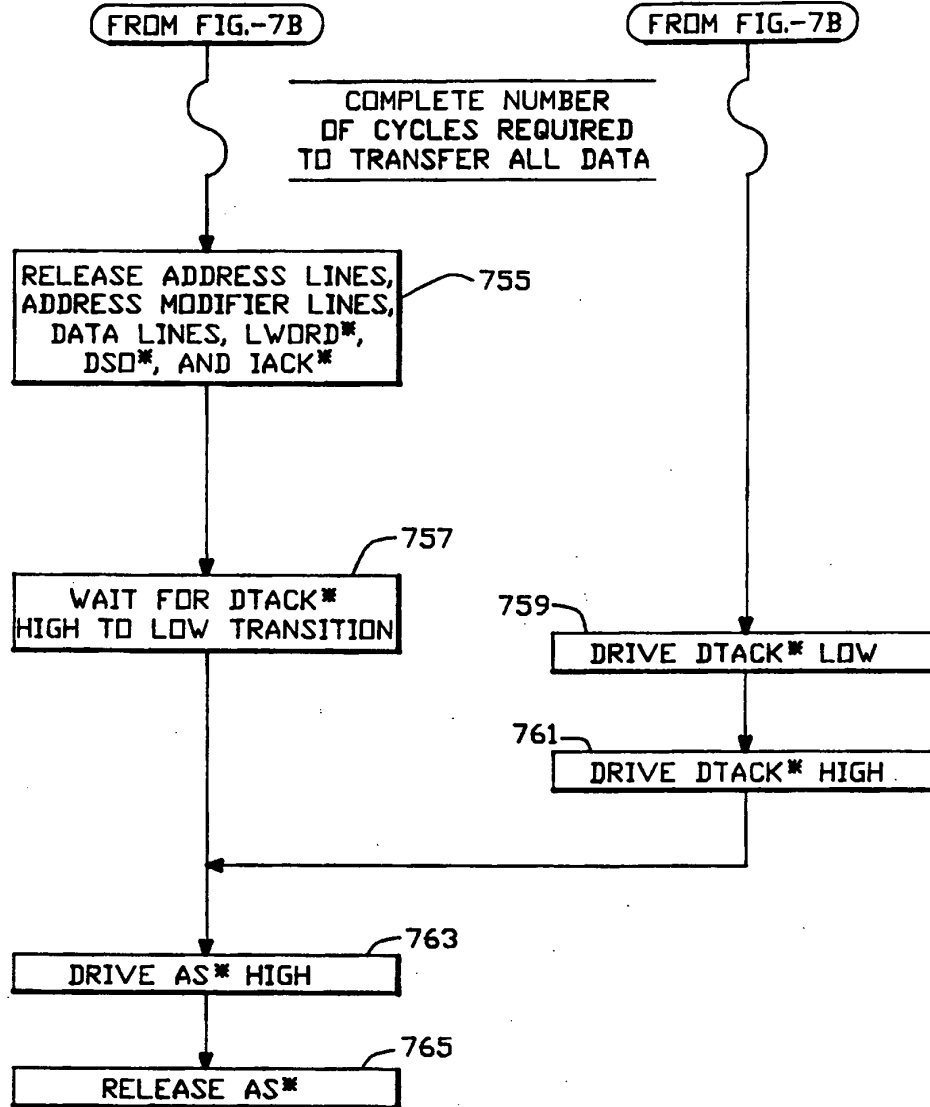 FROM FIG.-7B
FROM FIG.-7B
COMPLETE NUMBER
OF CYCLES REQUIRED
TO TRANSFER ALL DATA
RELEASE ADDRESS LINES,
ADDRESS MODIFIER LINES,
DATA LINES, LWORD*,
DSO*, AND IACK*
755
WAIT FOR DTACK*
HIGH TO LOW TRANSITION
757
759
DRIVE DTACK* LOW
761
DRIVE DTACK* HIGH
763
DRIVE AS* HIGH
765
RELEASE AS*